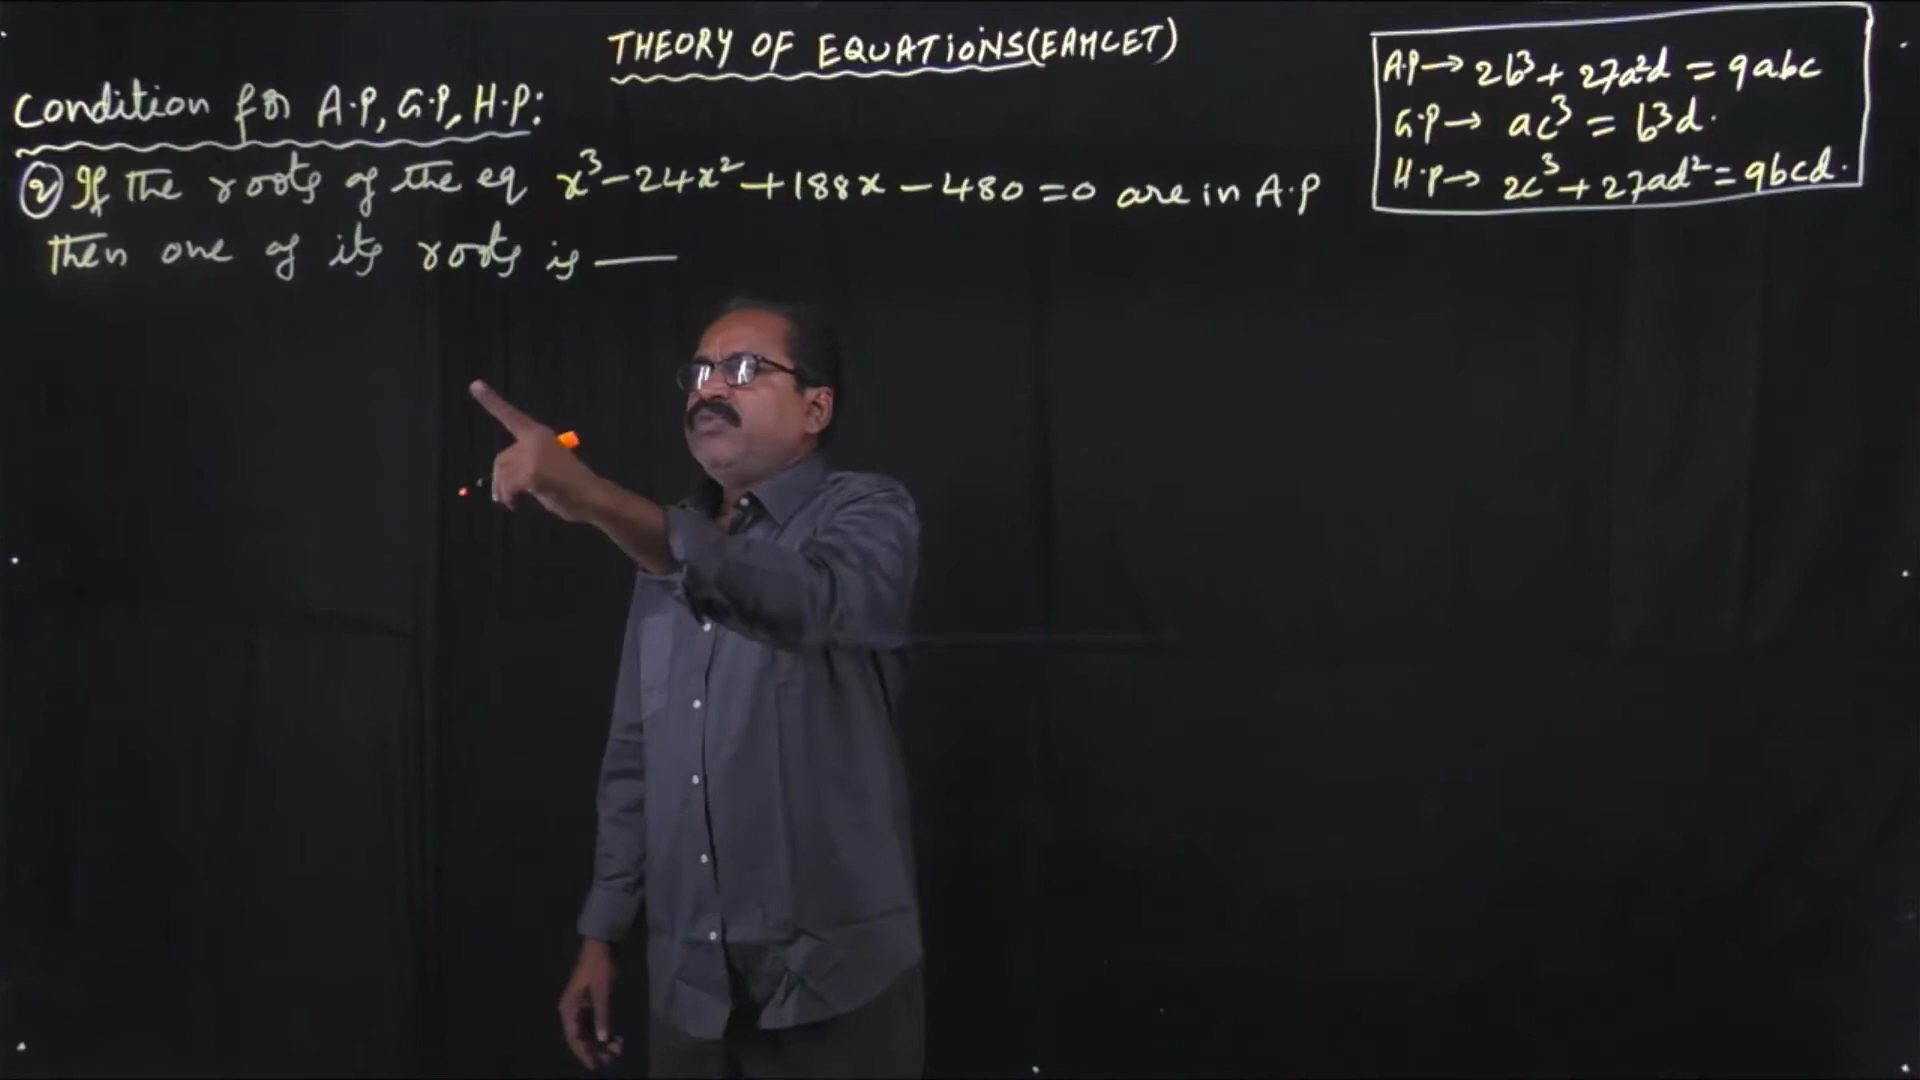 THEORY OF EQUATIONS(EAMCET)
Condition for A.P, G.P, H.P:
② If the roots of the eq x³-24x²+188x-480=0 are in A.P
Then one of its roots is —
A.P→ 2b³+27a²d=9abc
G.P→ ac³=b³d.
H.P→ 2c³+27ad²=9bcd.